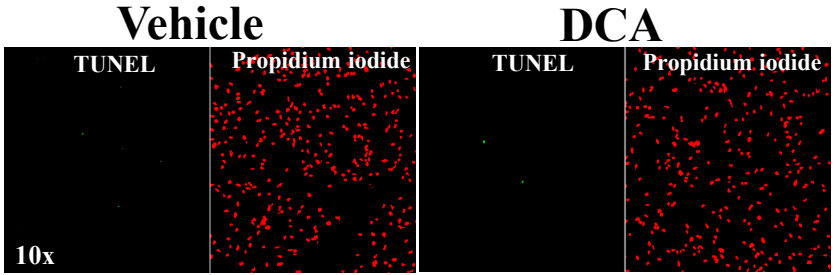 Vehicle
DCA
TUNEL
Propidium iodide
TUNEL
Propidium iodide
10x